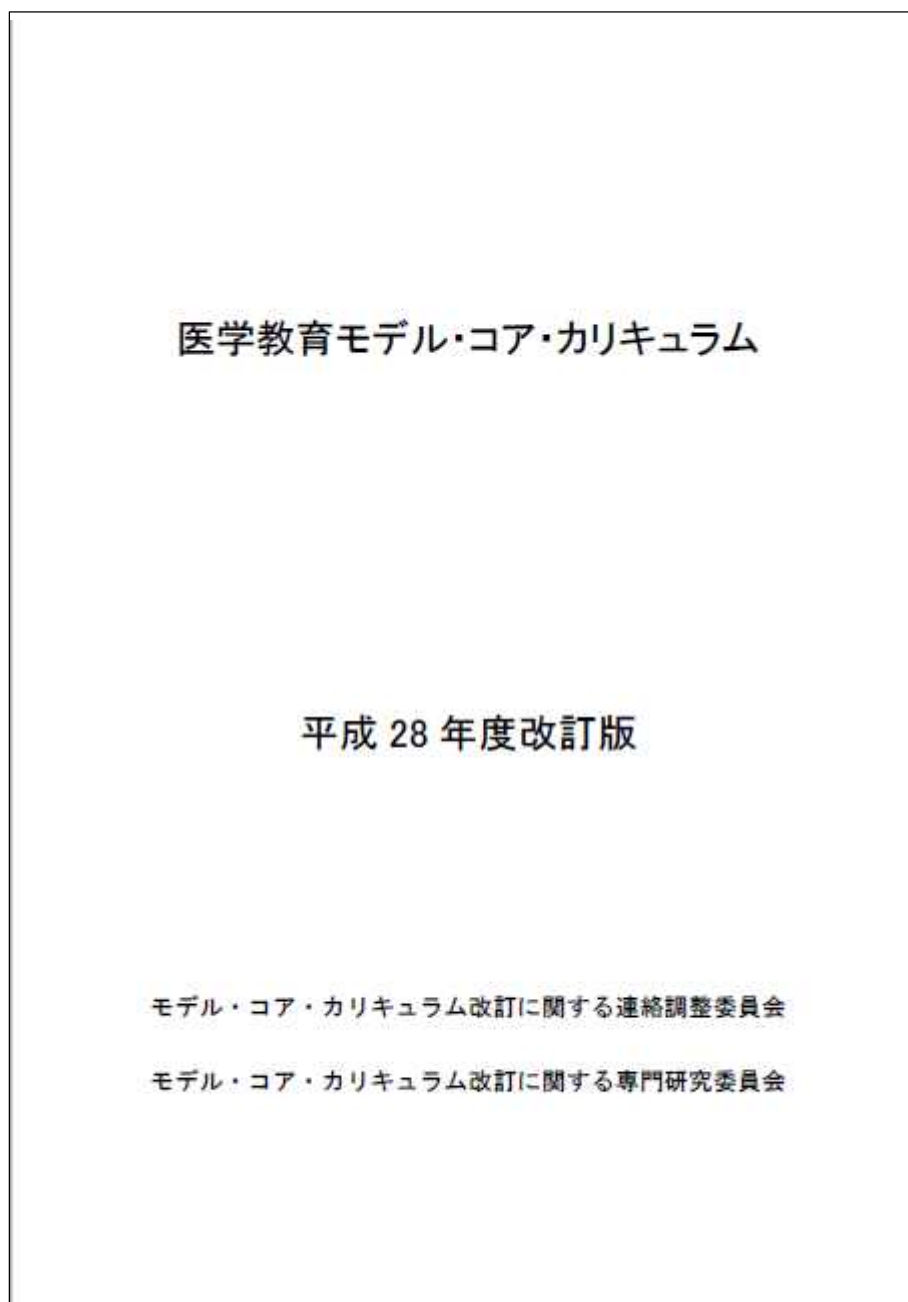 医学教育モデル・コア・カリキュラム
平成 28 年度改訂版
モデル・コア・カリキュラム改訂に関する連絡調整委員会
モデル・コア・カリキュラム改訂に関する専門研究委員会